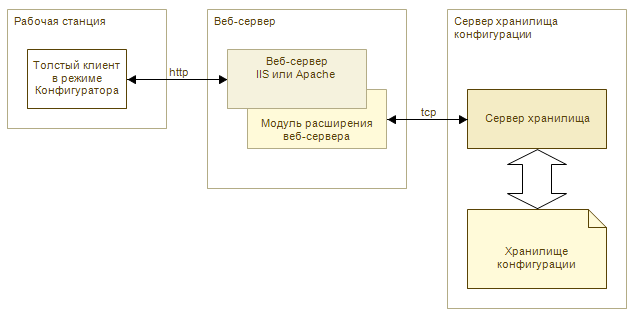 Рабочая станция
Толстый клиент
в режиме
Конфигуратора
http
Веб-сервер
Веб-сервер
IIS или Apache
Модуль расширения
веб-сервера
tcp
Сервер хранилища
конфигурации
Сервер хранилища
Хранилище
конфигурации